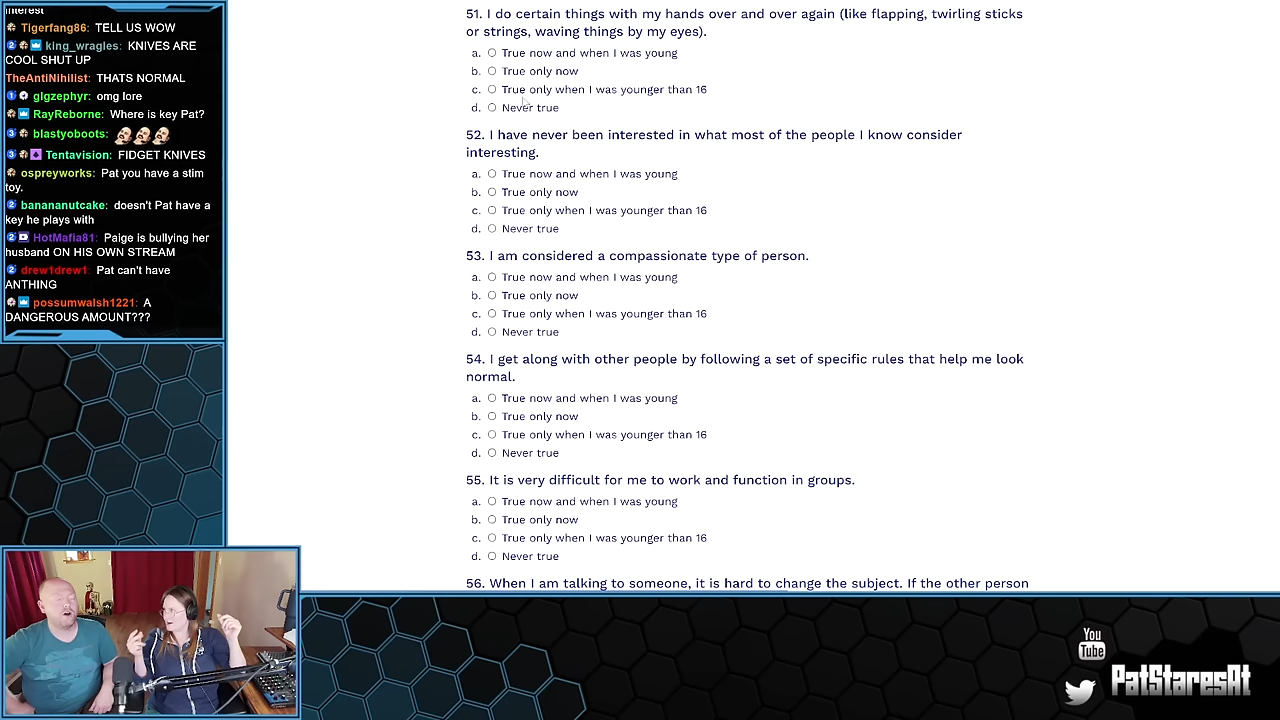 interest
Tigerfang86: TELL US WOW
king_wragles: KNIVES ARE
COOL SHUT UP
TheAntiNihilist: THATS NORMAL
glgzephyr: omg lore
RayReborne: Where is key Pat?
blastyoboots:
Tentavision: FIDGET KNIVES
ospreyworks: Pat you have a stim
toy.
banananutcake: doesn't Pat have a
key he plays with
HotMafia81: Paige is bullying her
husband ON HIS OWN STREAM
drew1drew1: Pat can't have
ANTHING
possumwalsh1221: A
DANGEROUS AMOUNT???
51. I do certain things with my hands over and over again (like flapping, twirling sticks
or strings, waving things by my eyes).
a. True now and when I was young
b. True only now
c. True only when I was younger than 16
d. Never true
52. I have never been interested in what most of the people I know consider
interesting.
a. True now and when I was young
b. True only now
c. True only when I was younger than 16
d. Never true
53. I am considered a compassionate type of person.
a. True now and when I was young
b. True only now
c. True only when I was younger than 16
d. Never true
54. I get along with other people by following a set of specific rules that help me look
normal.
a. True now and when I was young
b. True only now
c. True only when I was younger than 16
d. Never true
55. It is very difficult for me to work and function in groups.
a. True now and when I was young
b. True only now
c. True only when I was younger than 16
d. Never true
56. When I am talking to someone, it is hard to change the subject. If the other person
You
Tube
PatStaresAt